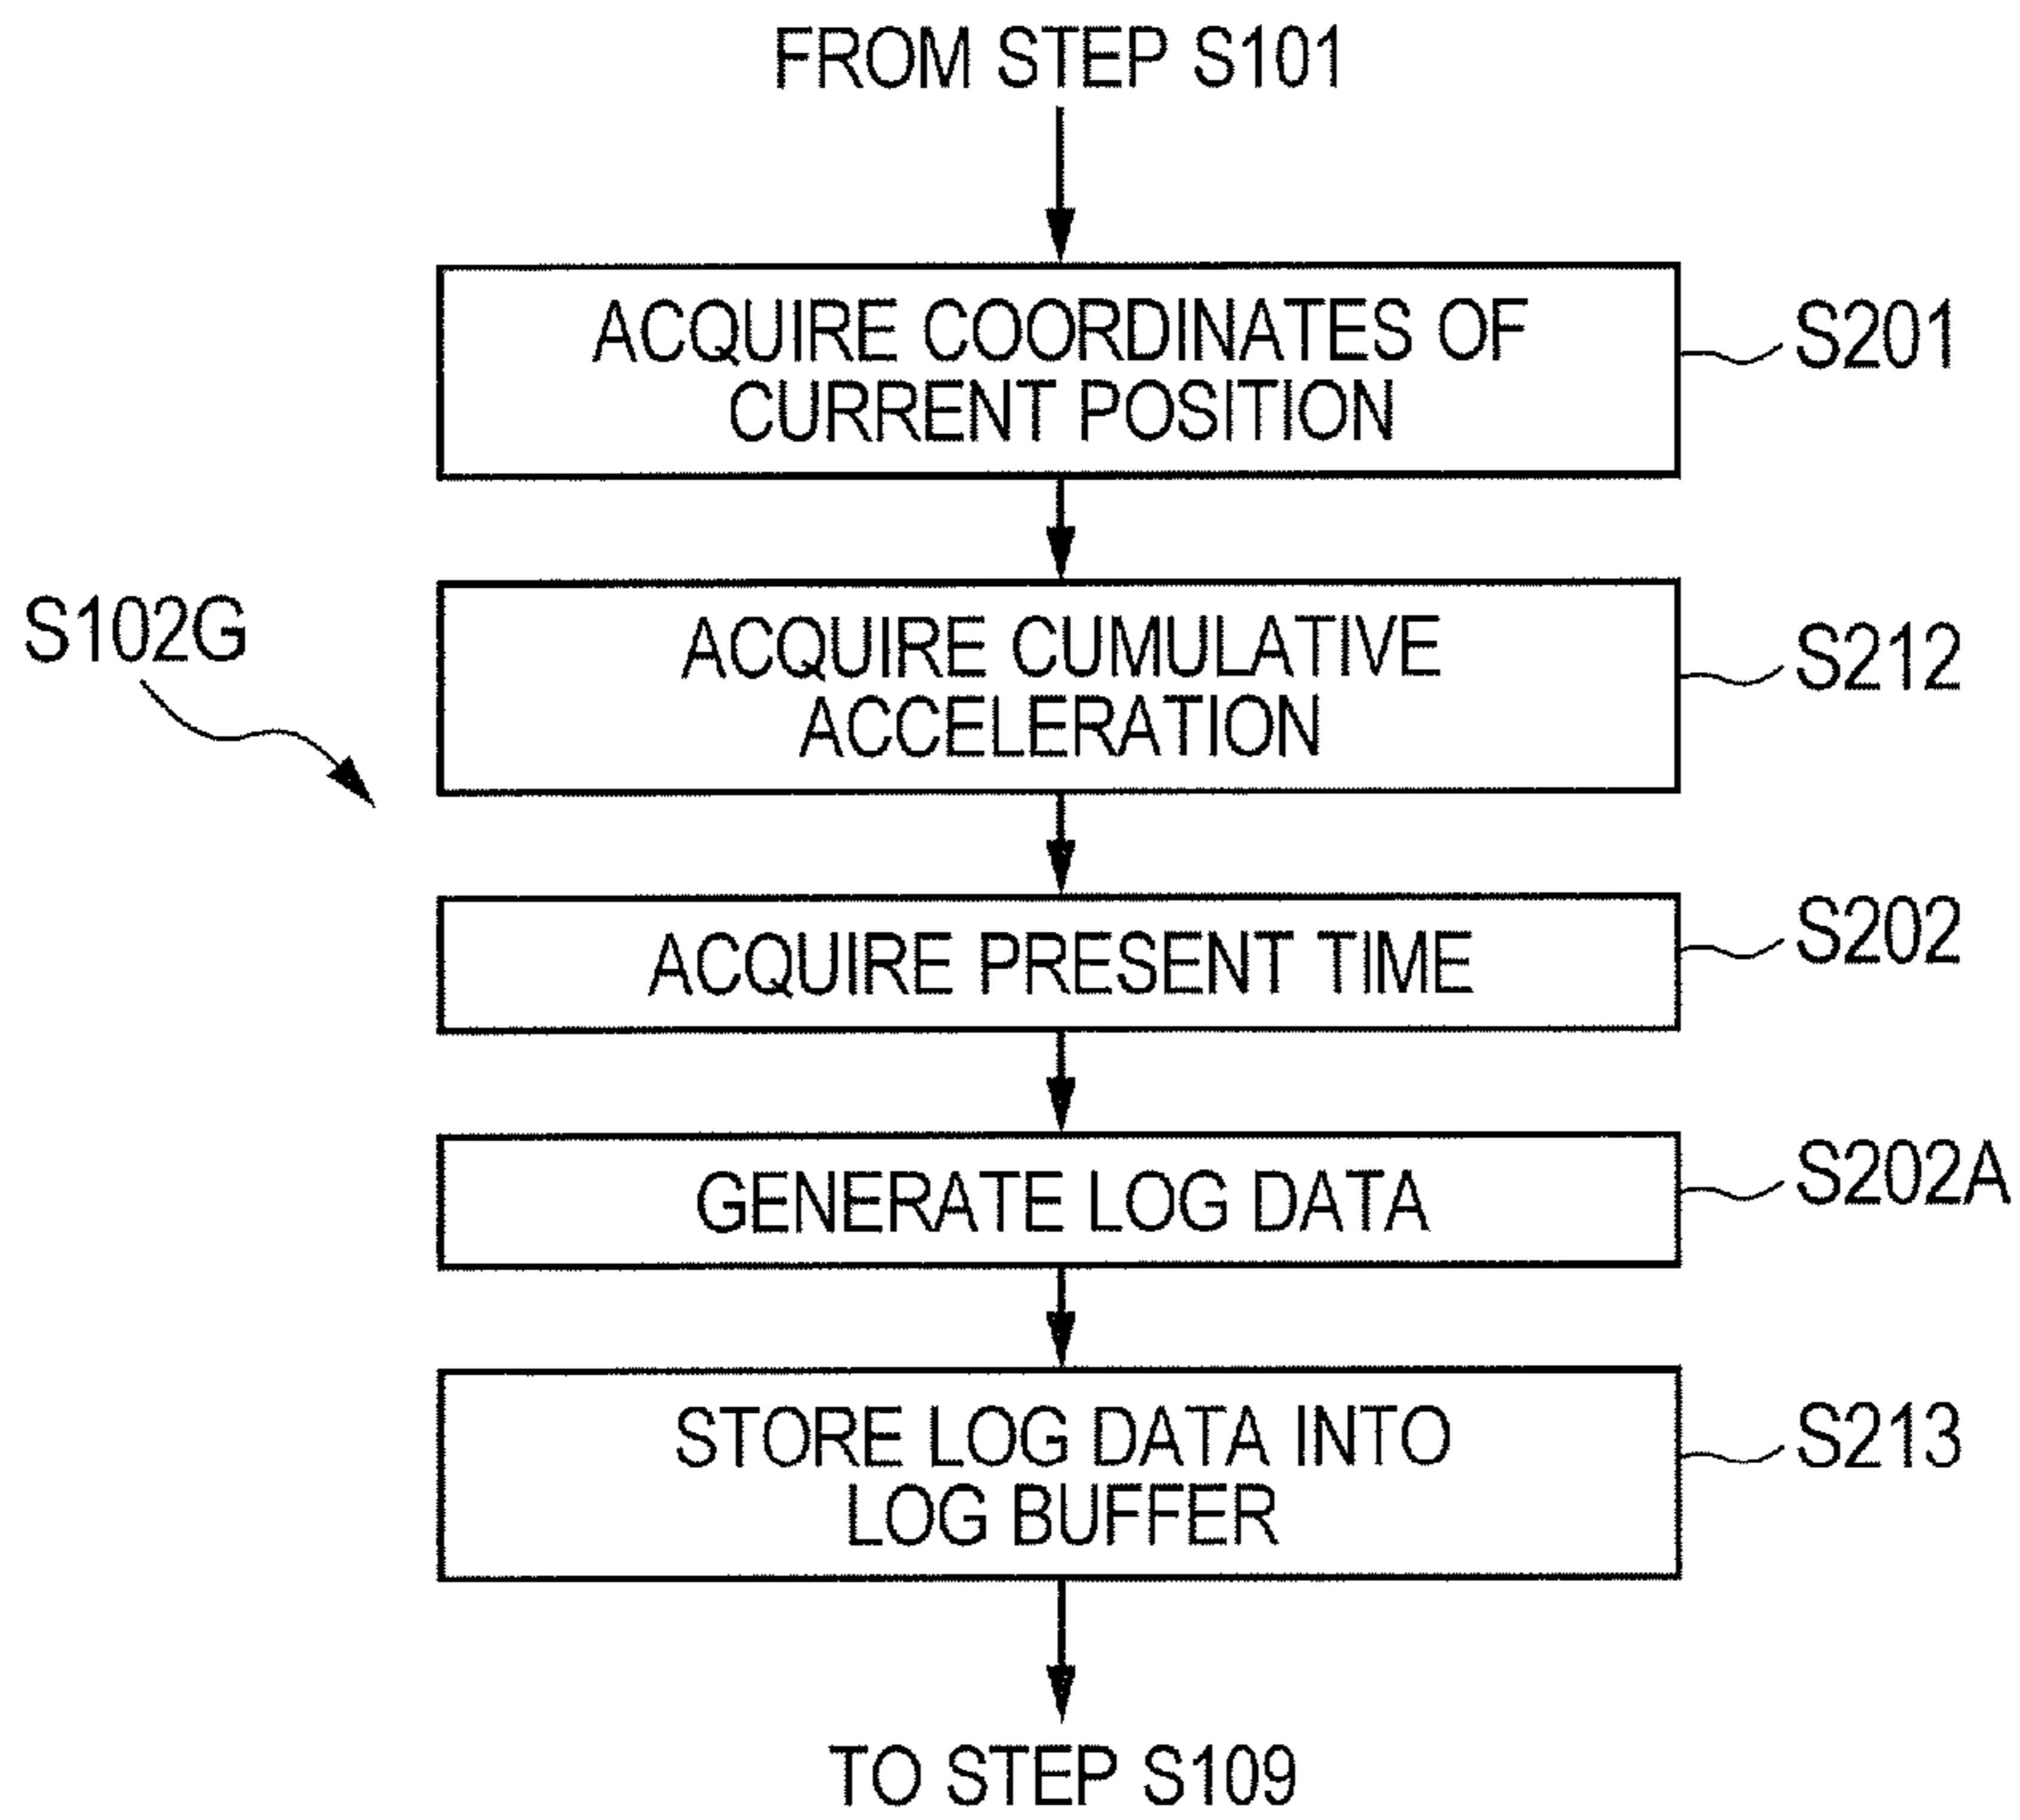 FROM STEP S101
ACQUIRE COORDINATES OF
CURRENT POSITION
S201
S102G
ACQUIRE CUMULATIVE
ACCELERATION
S212
ACQUIRE PRESENT TIME
S202
GENERATE LOG DATA
S202A
STORE LOG DATA INTO
LOG BUFFER
S213
TO STEP S109